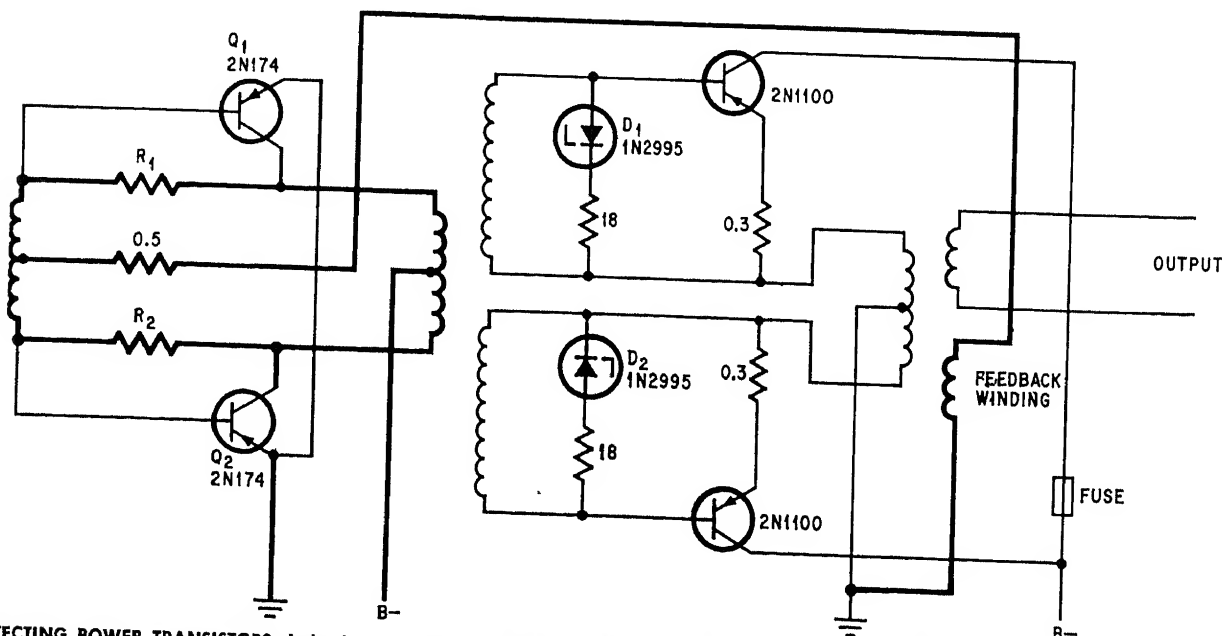 Q1
2N174
2N1100
D1
1N2995
R1
18
0.3
0.5
OUTPUT
R2
D2
1N2995
0.3
FEEDBACK
WINDING
18
Q2
2N174
2N1100
FUSE
B–
B–
TECTING POWER TRANSISTORS